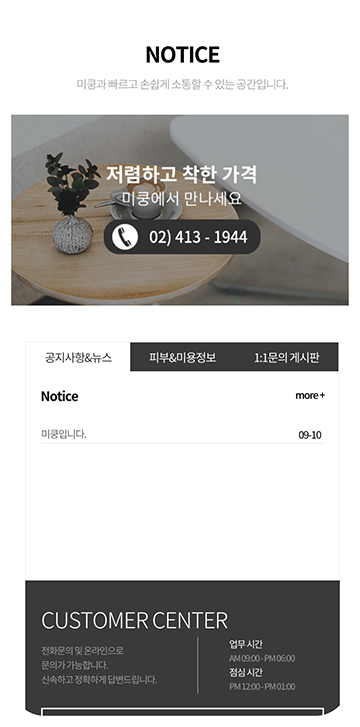 NOTICE
미쿵과 빠르고 손쉽게 소통할 수 있는 공간입니다.
저렴하고 착한 가격
미쿵에서 만나세요
02) 413 - 1944
공지사항&뉴스 피부&미용정보 1:1문의 게시판
Notice more +
미쿵입니다. 09-10
CUSTOMER CENTER
전화문의 및 온라인으로
문의가 가능합니다.
신속하고 정확하게 답변드립니다.
업무시간
AM 09:00 - PM 06:00
점심시간
PM 12:00 - PM 01:00